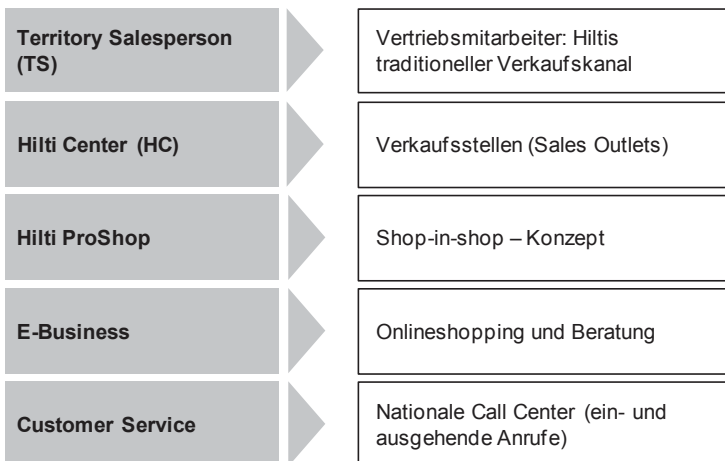 Territory Salesperson
(TS)
Vertriebsmitarbeiter: Hiltis
traditioneller Verkaufskanal
Hilti Center (HC)
Verkaufsstellen (Sales Outlets)
Hilti ProShop
Shop-in-shop – Konzept
E-Business
Onlineshopping und Beratung
Customer Service
Nationale Call Center (ein- und
ausgehende Anrufe)